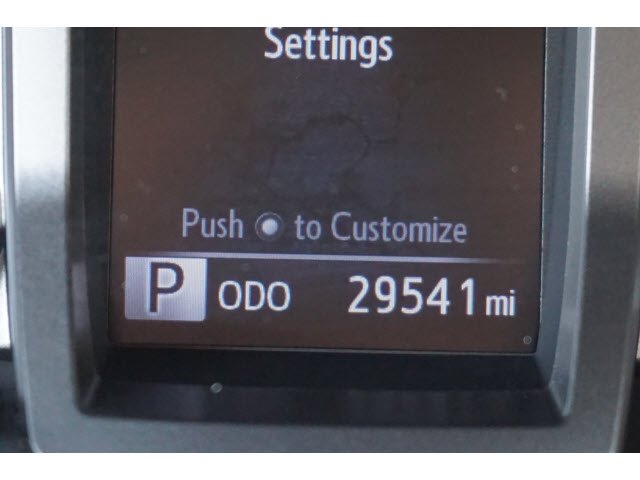 Settings
Push to Customize
P ODO 29541 mi